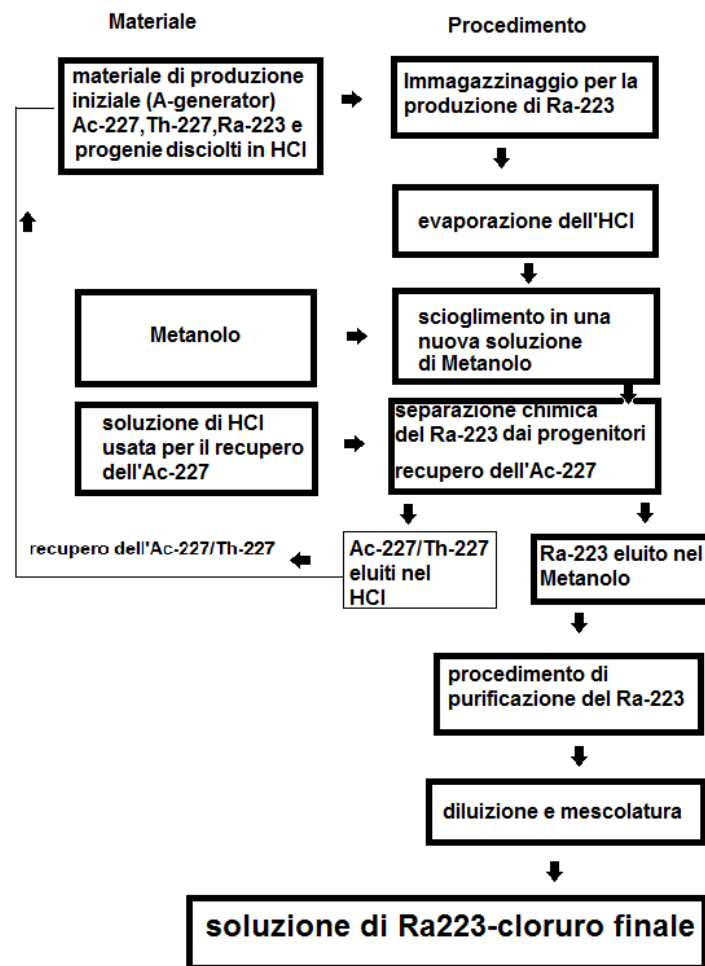 Materiale
Procedimento
materiale di produzione
iniziale (A-generator)
Ac-227,Th-227,Ra-223 e
progenie disciolti in HCl
Immagazzinaggio per la
produzione di Ra-223
evaporazione dell'HCl
Metanolo
scioglimento in una
nuova soluzione
di Metanolo
soluzione di HCl
usata per il recupero
dell'Ac-227
separazione chimica
del Ra-223 dai progenitori
recupero dell'Ac-227
recupero dell'Ac-227/Th-227
Ac-227/Th-227
eluiti nel
HCl
Ra-223 eluito nel
Metanolo
procedimento di
purificazione del Ra-223
diluizione e mescolatura
soluzione di Ra223-cloruro finale